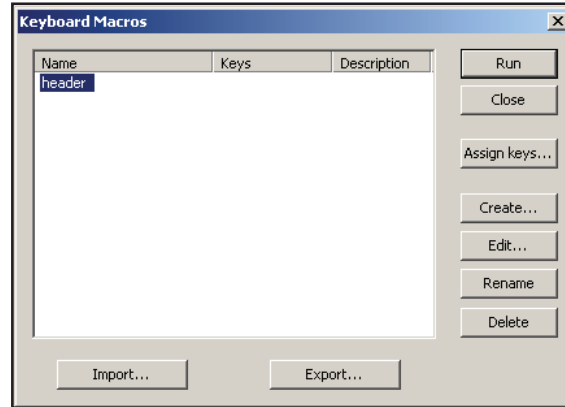 Keyboard Macros
Name Keys Description
header
Run
Close
Assign keys...
Create...
Edit...
Rename
Delete
Import... Export...